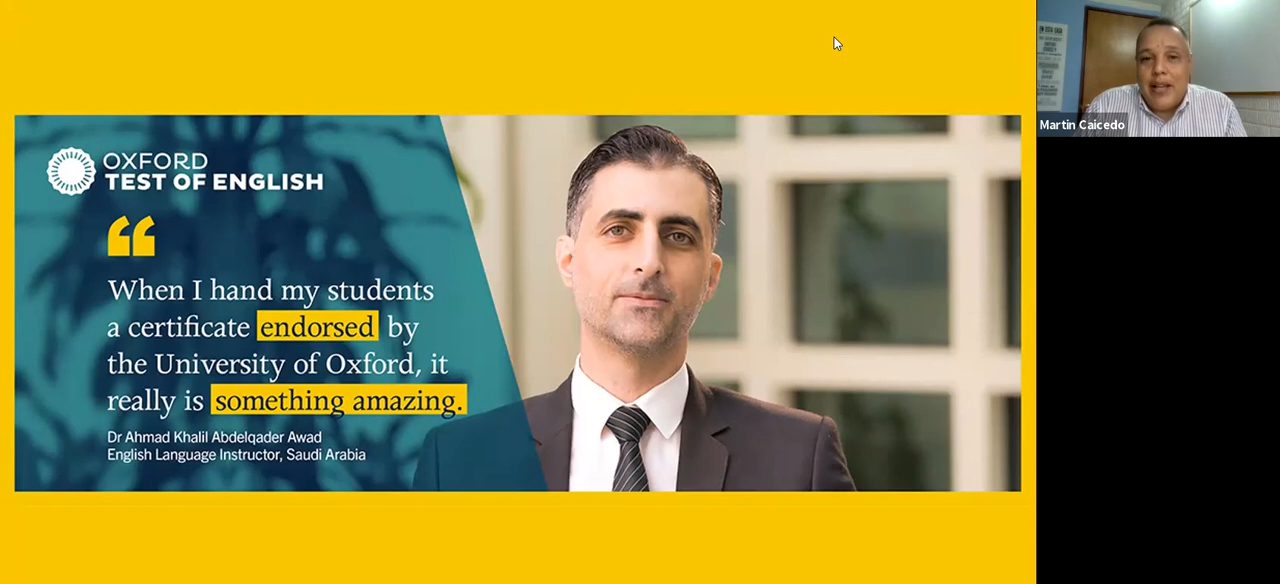 OXFORD
TEST OF ENGLISH
“
When I hand my students
a certificate endorsed by
the University of Oxford, it
really is something amazing.
Dr Ahmad Khalil Abdelqader Awad
English Language Instructor, Saudi Arabia
Martin Caicedo